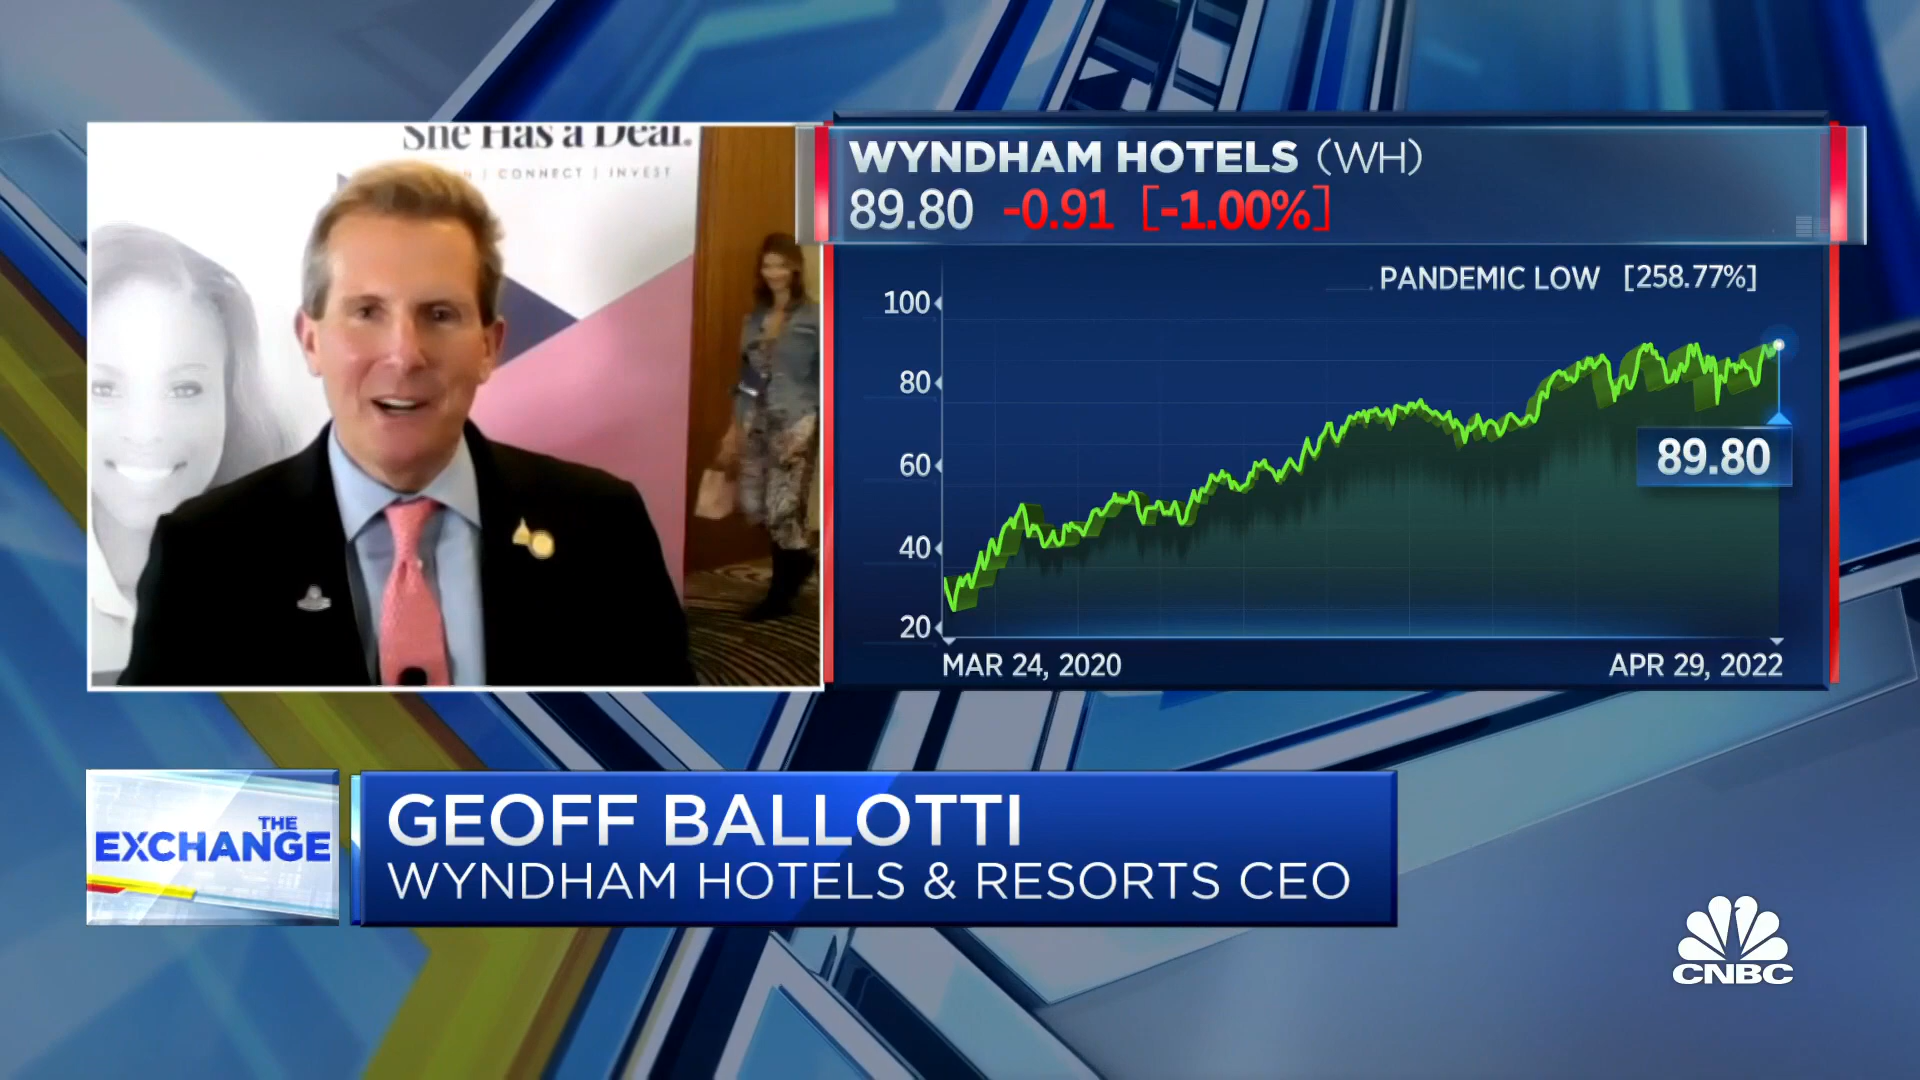 She Has a Deal.
| CONNECT | INVEST
WYNDHAM HOTELS (WH)
89.80 -0.91 [-1.00%]
PANDEMIC LOW [258.77%]
100
80
60
40
20
89.80
MAR 24, 2020
APR 29, 2022
THE
EXCHANGE
GEOFF BALLOTTI
WYNDHAM HOTELS & RESORTS CEO
CNBC